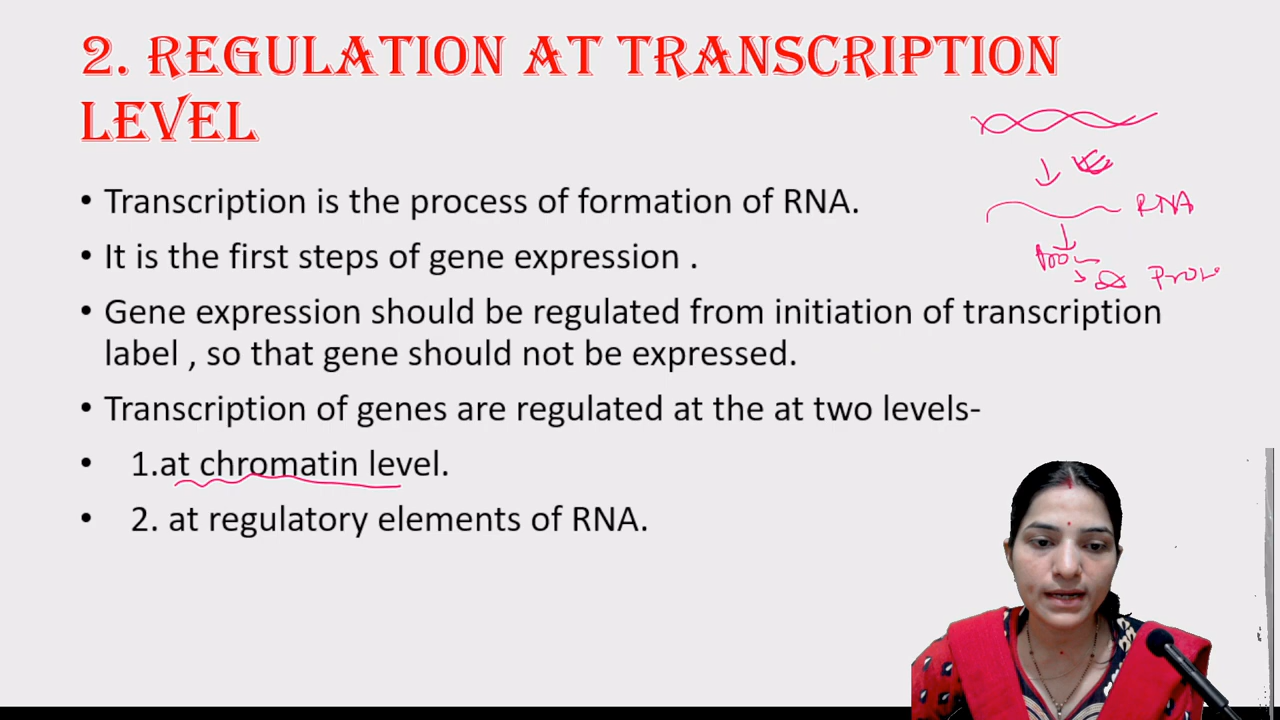 2. REGULATION AT TRANSCRIPTION
LEVEL
• Transcription is the process of formation of RNA.
• It is the first steps of gene expression .
• Gene expression should be regulated from initiation of transcription
label , so that gene should not be expressed.
• Transcription of genes are regulated at the at two levels-
• 1.at chromatin level.
• 2. at regulatory elements of RNA.
RNA